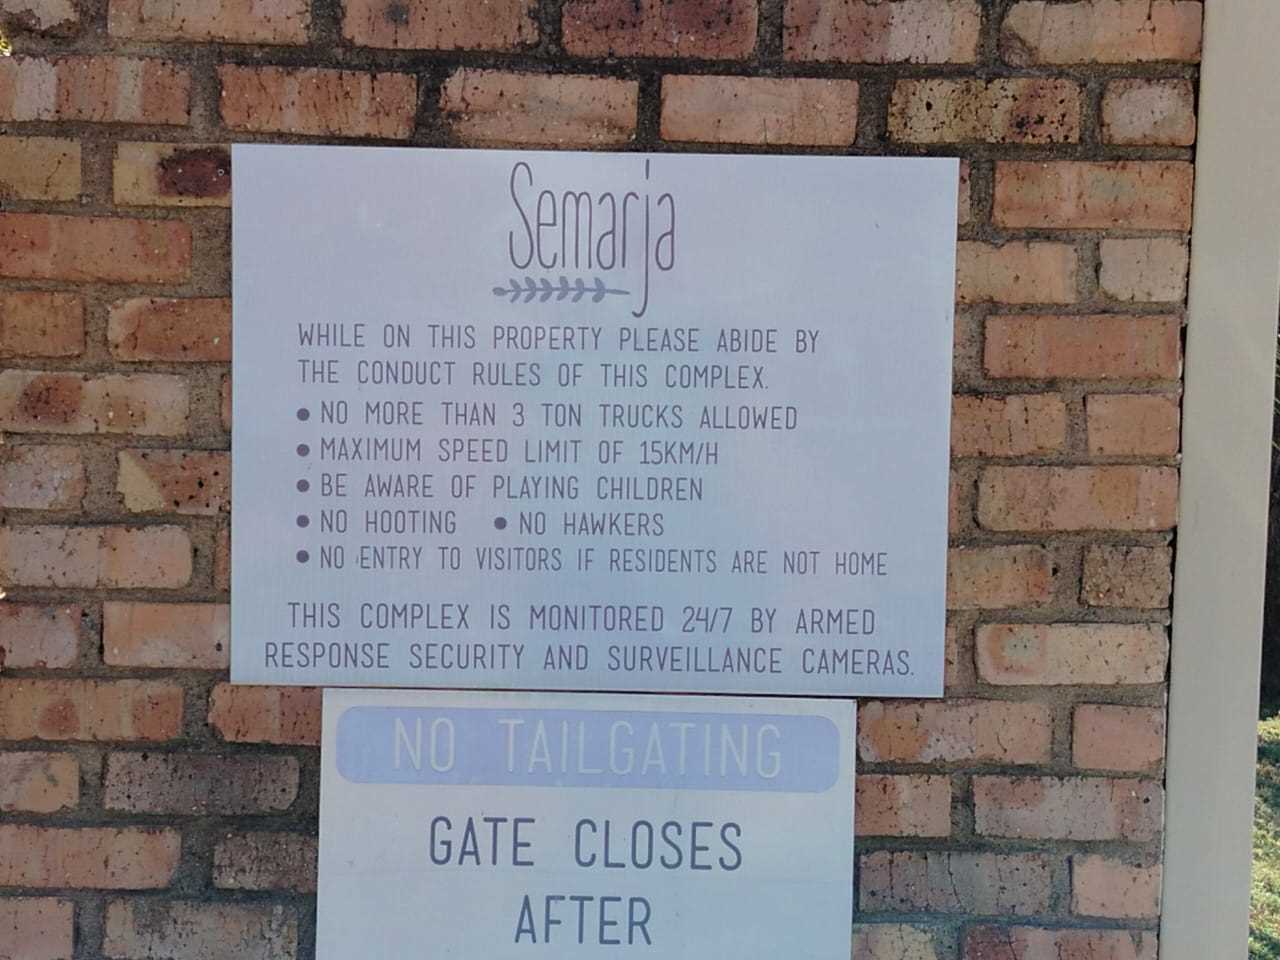 Semarja
WHILE ON THIS PROPERTY PLEASE ABIDE BY
THE CONDUCT RULES OF THIS COMPLEX.
• NO MORE THAN 3 TON TRUCKS ALLOWED
• MAXIMUM SPEED LIMIT OF 15KM/H
• BE AWARE OF PLAYING CHILDREN
• NO HOOTING • NO HAWKERS
• NO ENTRY TO VISITORS IF RESIDENTS ARE NOT HOME
THIS COMPLEX IS MONITORED 24/7 BY ARMED
RESPONSE SECURITY AND SURVEILLANCE CAMERAS.
NO TAILGATING
GATE CLOSES
AFTER